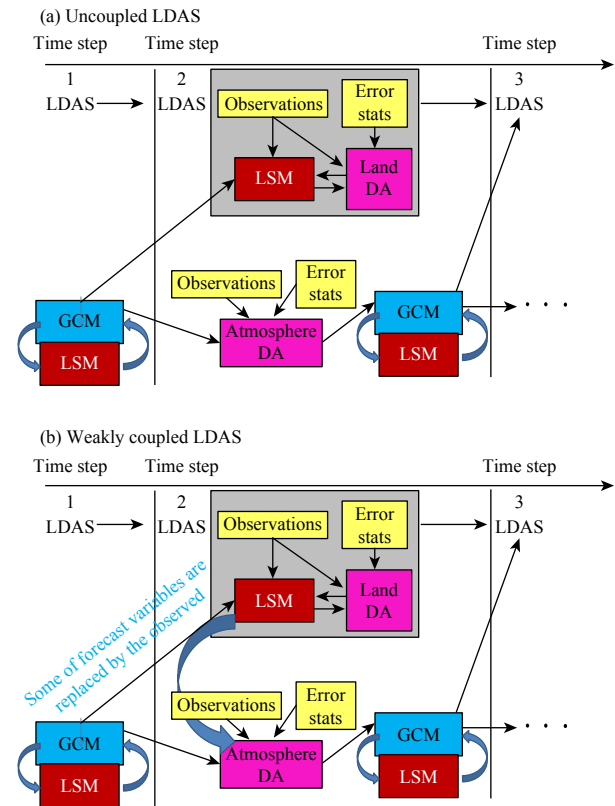 (a) Uncoupled LDAS
Time step
Time step
Time step
1
2
3
LDAS
LDAS
LDAS
Observations
Error
stats
LSM
Land
DA
Observations
Error
stats
GCM
LSM
Atmosphere
DA
GCM
LSM
. . .
(b) Weakly coupled LDAS
Time step
Time step
Time step
1
2
3
LDAS
LDAS
LDAS
Observations
Error
stats
LSM
Land
DA
Some of forecast variables are
replaced by the observed
Observations
Error
stats
GCM
LSM
Atmosphere
DA
GCM
LSM
. . .